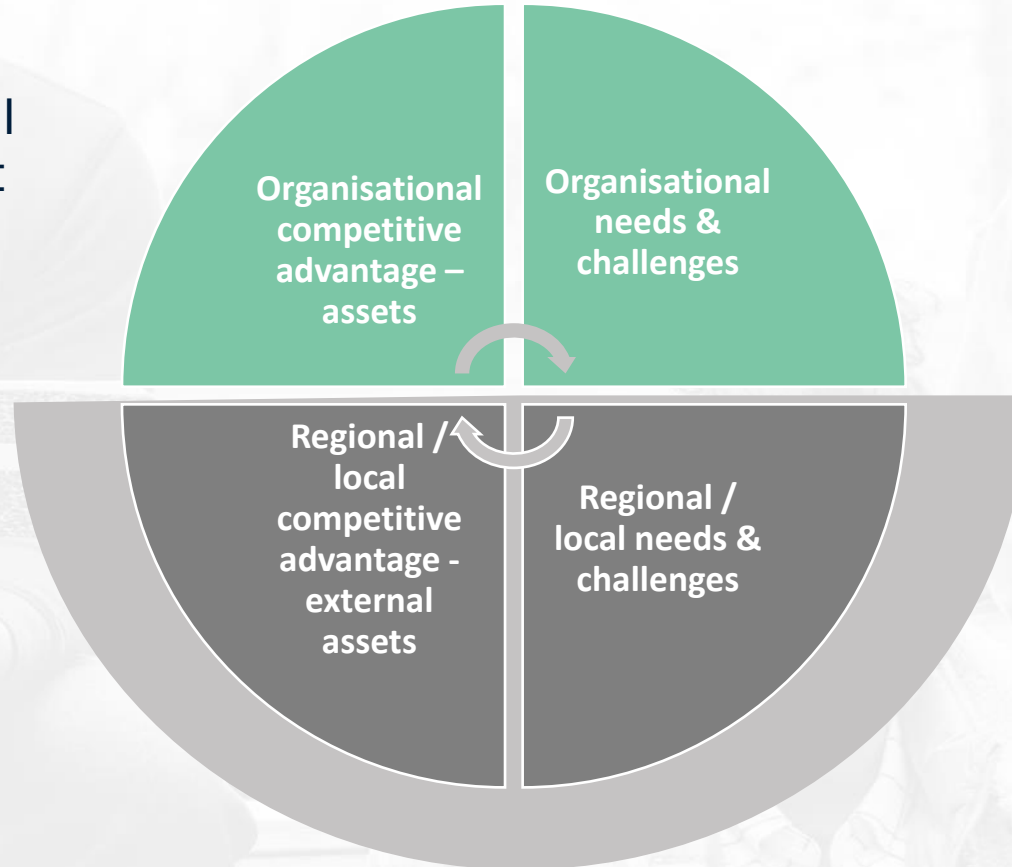 Organisational
competitive
advantage –
assets
Organisational
needs &
challenges
Regional /
local
competitive
advantage -
external
assets
Regional /
local needs &
challenges